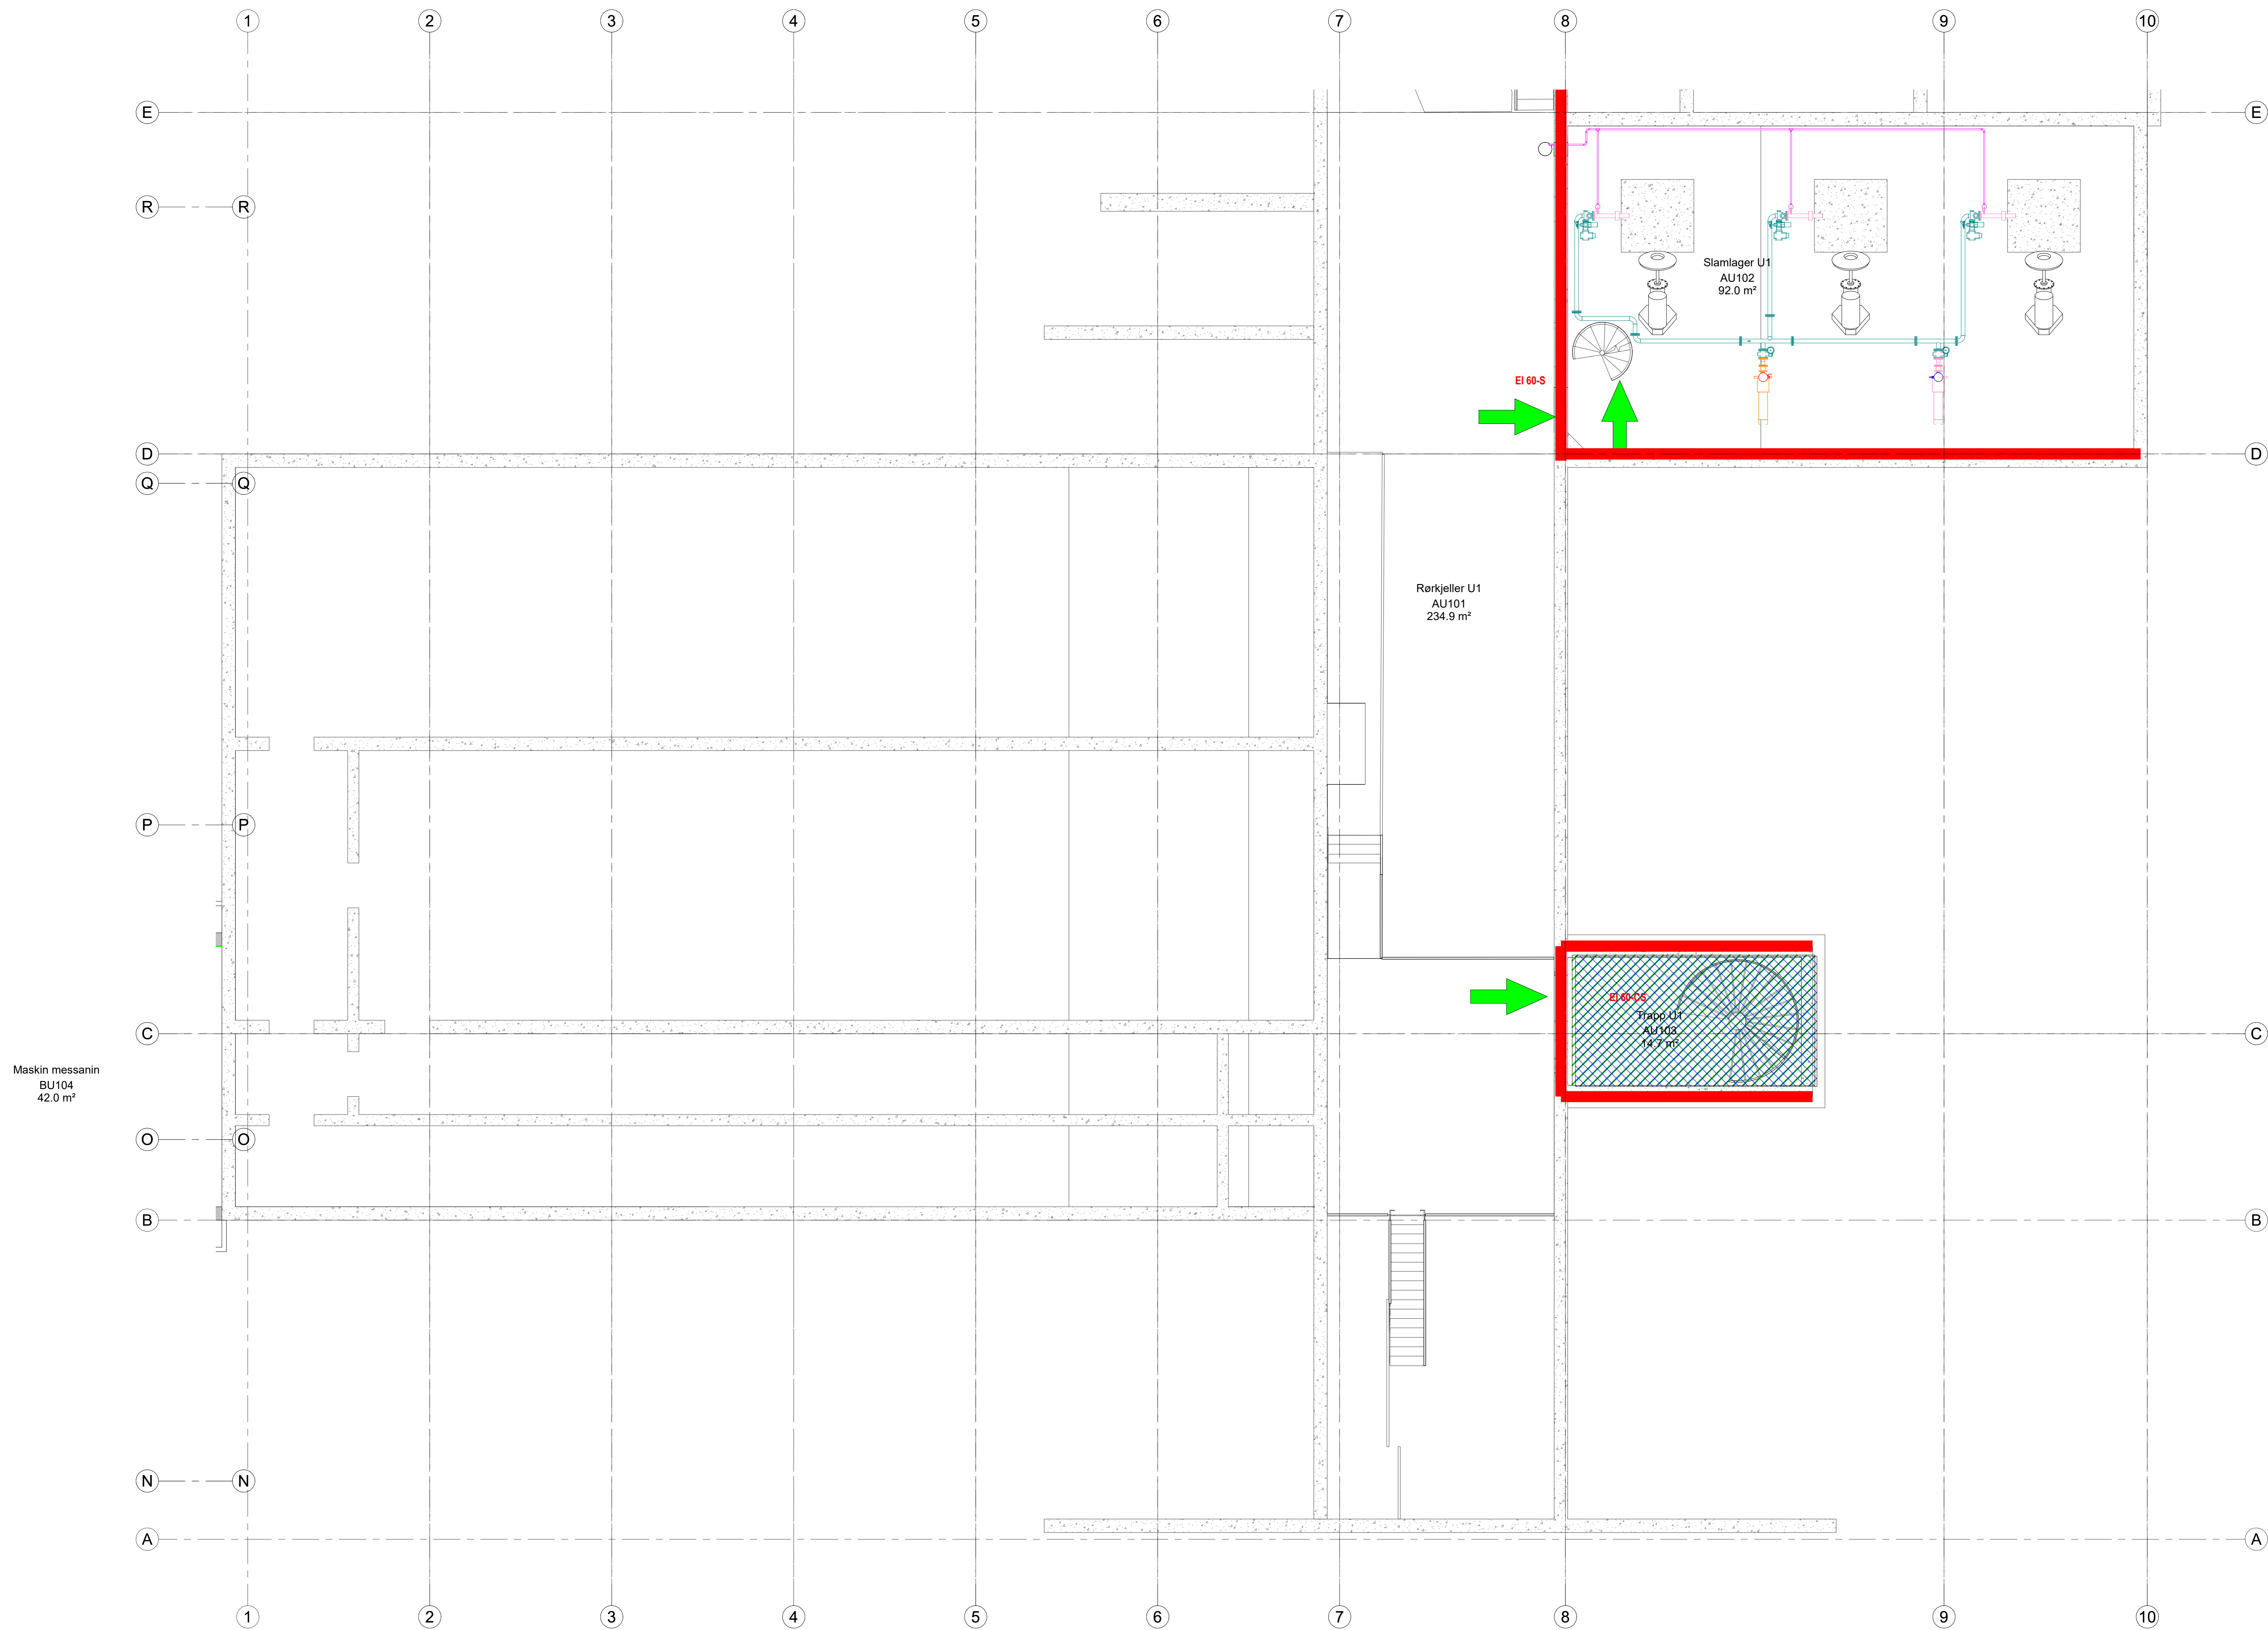 1 2 3 4 5 6 7 8 9 10
E E
R R
Slamlager U1
AU102
92.0 m²
EI 60-S
D D
Q Q
Rørkjeller U1
AU101
234.9 m²
P P
EI 60-CS
Trapp U1
AU103
14.7 m²
C C
Maskin messanin
BU104
42.0 m²
O O
B B
N N
A A
1 2 3 4 5 6 7 8 9 10